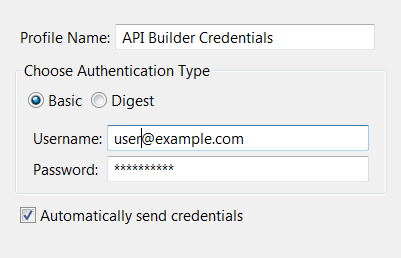 Profile Name: API Builder Credentials
Choose Authentication Type
Basic Digest
Username: user@example.com
Password: **********
Automatically send credentials